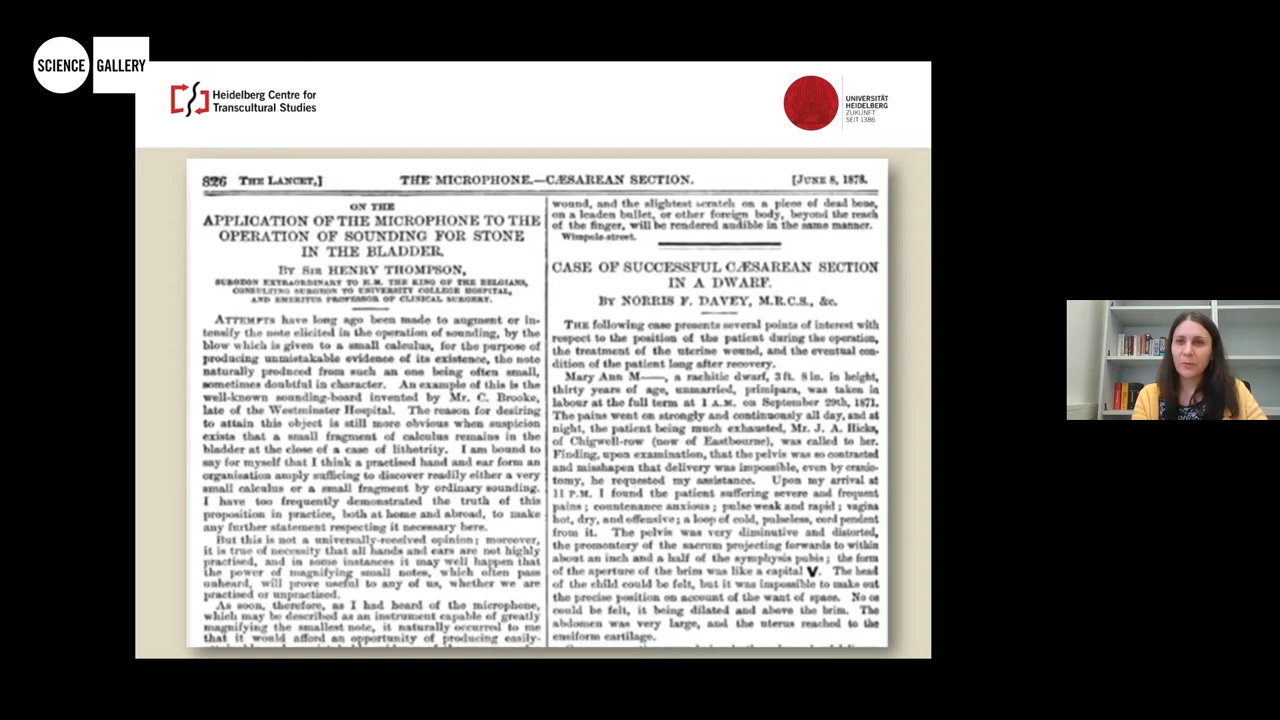 SCIENCE GALLERY
Heidelberg Centre for
Transcultural Studies
UNIVERSITÄT
HEIDELBERG
ZUKUNFT
SEIT 1386
826 THE LANCET,]
THE MICROPHONE.—CÆSAREAN SECTION.
[JUNE 8, 1878.
ON THE
APPLICATION OF THE MICROPHONE TO THE
OPERATION OF SOUNDING FOR STONE
IN THE BLADDER.
BY SIR HENRY THOMPSON,
SURGEON EXTRAORDINARY TO H.M. THE KING OF THE BELGIANS,
CONSULTING SURGEON TO UNIVERSITY COLLEGE HOSPITAL,
AND EMERITUS PROFESSOR OF CLINICAL SURGERY.
ATTEMPTS have long ago been made to augment or in-
tensify the note elicited in the operation of sounding, by the
blow which is given to a small calculus, for the purpose of
producing unmistakable evidence of its existence, the note
naturally produced from such an one being often small,
sometimes doubtful in character. An example of this is the
well-known sounding-board invented by Mr. C. Brooke,
late of the Westminster Hospital. The reason for desiring
to attain this object is still more obvious when suspicion
exists that a small fragment of calculus remains in the
bladder at the close of a case of lithotrity. I am bound to
say for myself that I think a practised hand and ear form an
organisation amply sufficing to discover readily either a very
small calculus or a small fragment by ordinary sounding.
I have too frequently demonstrated the truth of this
proposition in practice, both at home and abroad, to make
any further statement respecting it necessary here.
But this is not a universally-received opinion; moreover,
it is true of necessity that all hands and ears are not highly
practised, and in some instances it may well happen that
the power of magnifying small notes, which often pass
unheard, will prove useful to any of us, whether we are
practised or unpractised.
As soon, therefore, as I had heard of the microphone,
which may be described as an instrument capable of greatly
magnifying the smallest note, it naturally occurred to me
that it would afford an opportunity of producing easily-
wound, and the slightest scratch on a piece of dead bone,
on a leaden bullet, or other foreign body, beyond the reach
of the finger, will be rendered audible in the same manner.
Wimpole-street.
CASE OF SUCCESSFUL CÆSAREAN SECTION
IN A DWARF.
BY NORRIS F. DAVEY, M.R.C.S., &c.
THE following case presents several points of interest with
respect to the position of the patient during the operation,
the treatment of the uterine wound, and the eventual con-
dition of the patient long after recovery.
Mary Ann M——, a rachitic dwarf, 3 ft. 8 in. in height,
thirty years of age, unmarried, primipara, was taken in
labour at the full term at 1 A.M. on September 29th, 1871.
The pains went on strongly and continuously all day, and at
night, the patient being much exhausted, Mr. J. A. Hicks,
of Chigwell-row (now of Eastbourne), was called to her.
Finding, upon examination, that the pelvis was so contracted
and misshapen that delivery was impossible, even by cranio-
tomy, he requested my assistance. Upon my arrival at
11 P.M. I found the patient suffering severe and frequent
pains; countenance anxious; pulse weak and rapid; vagina
hot, dry, and offensive; a loop of cold, pulseless, cord pendent
from it. The pelvis was very diminutive and distorted,
the promontory of the sacrum projecting forwards to within
about an inch and a half of the symphysis pubis; the form
of the aperture of the brim was like a capital V. The head
of the child could be felt, but it was impossible to make out
the precise position on account of the want of space. No os
could be felt, it being dilated and above the brim. The
abdomen was very large, and the uterus reached to the
ensiform cartilage.